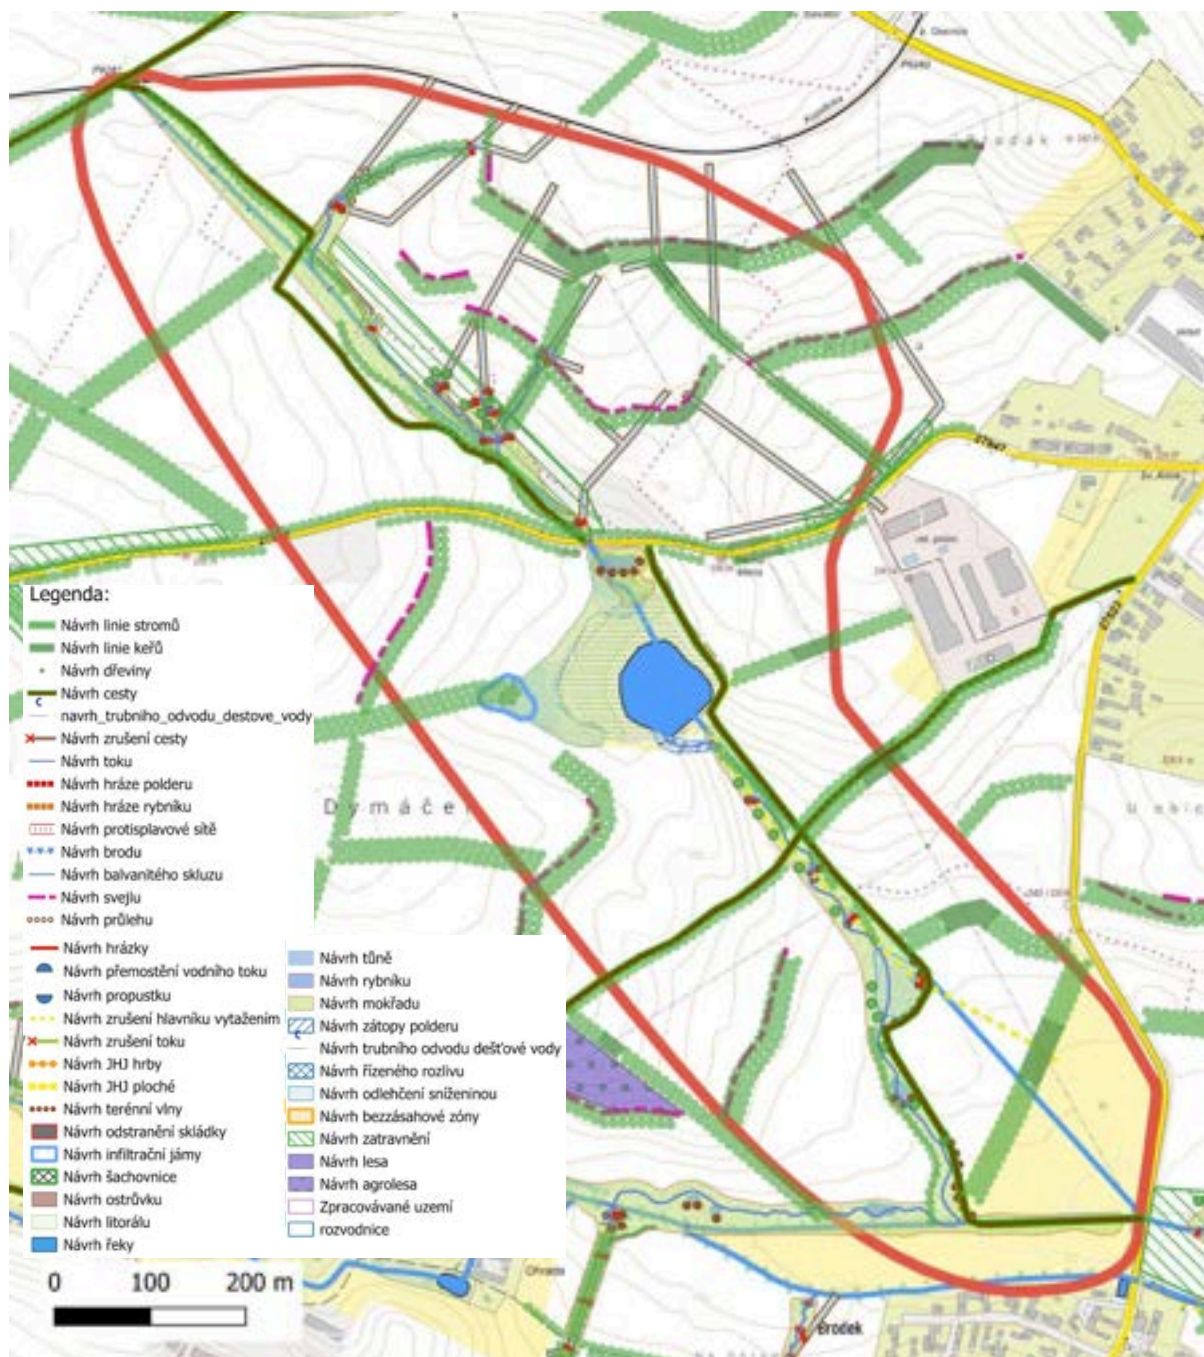 37847
Sv. Anna
37822
Dymáček
Legenda:
Návrh linie stromů
Návrh linie keřů
Návrh dřeviny
Návrh cesty
navrh_trubniho_odvodu_destove_vody
Návrh zrušení cesty
Návrh toku
Návrh hráze polderu
Návrh hráze rybníku
Návrh protisplavové sítě
Návrh brodu
Návrh balvanitého skluzu
Návrh svejlu
Návrh průlehu
Návrh hrázky
Návrh přemostění vodního toku
Návrh propustku
Návrh zrušení hlavníku vytažením
Návrh zrušení toku
Návrh JHJ hrby
Návrh JHJ ploché
Návrh terénní vlny
Návrh odstranění skládky
Návrh infiltrační jámy
Návrh šachovnice
Návrh ostrůvku
Návrh litorálu
Návrh řeky
Návrh tůně
Návrh rybníku
Návrh mokřadu
Návrh zátopy polderu
Návrh trubního odvodu dešťové vody
Návrh řízeného rozlivu
Návrh odlehčení sníženinou
Návrh bezzásahové zóny
Návrh zatravnění
Návrh lesa
Návrh agrolesa
Zpracovávané uzemí
rozvodnice
0 100 200 m
Brodek